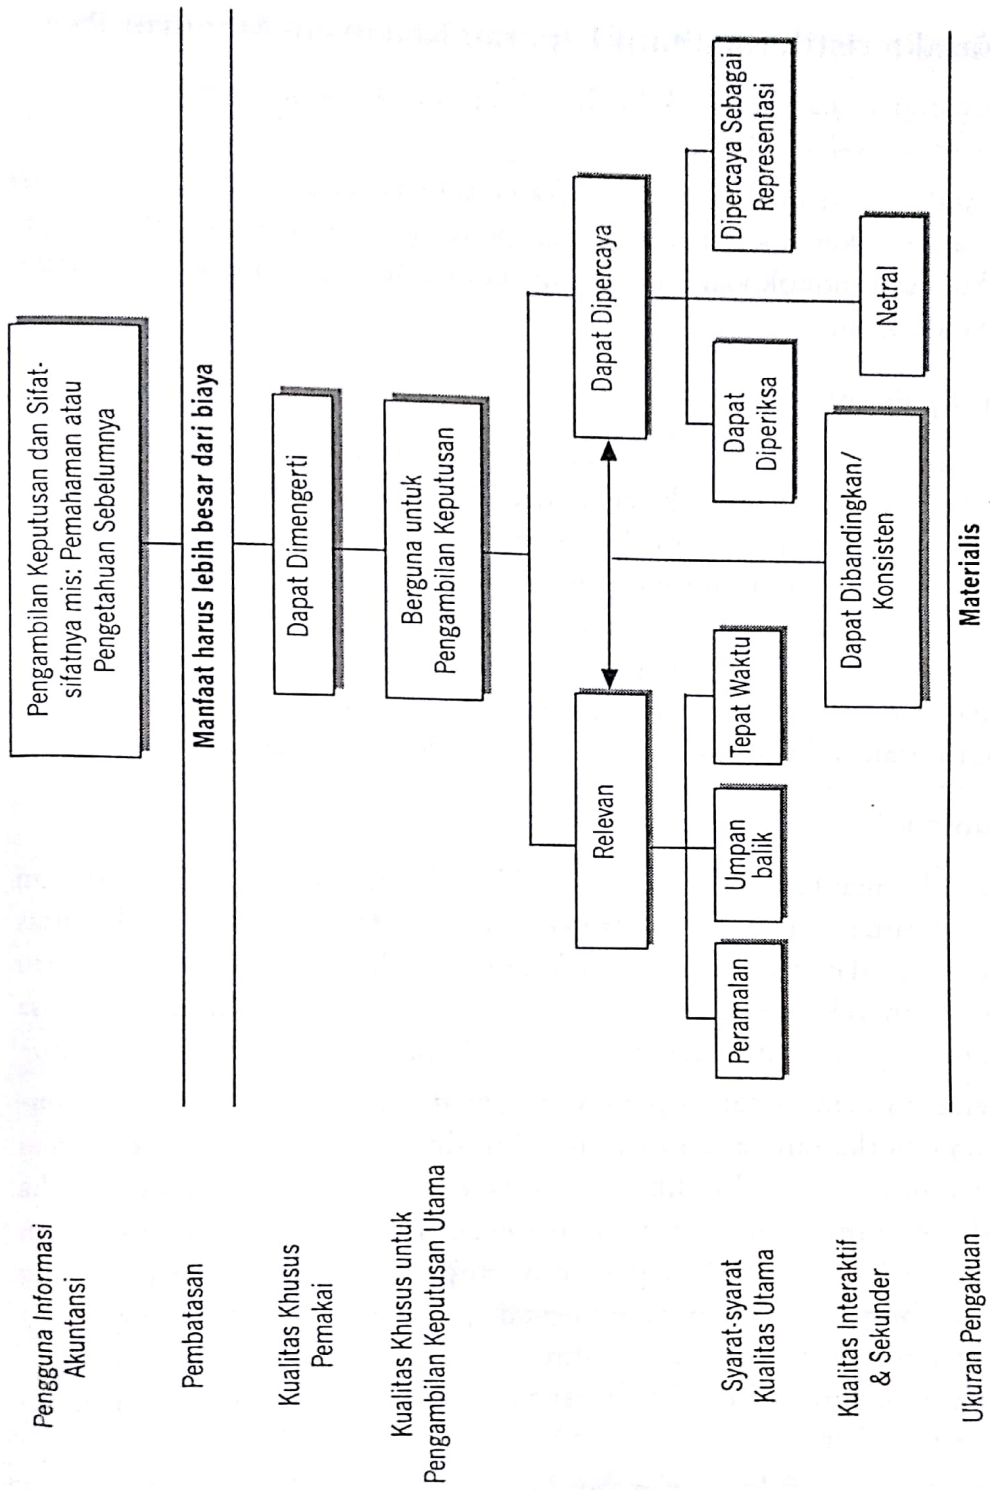 Pengguna Informasi
Akuntansi
Pengambilan Keputusan dan Sifat-
sifatnya mis: Pemahaman atau
Pengetahuan Sebelumnya
Pembatasan
Manfaat harus lebih besar dari biaya
Kualitas Khusus
Pemakai
Dapat Dimengerti
Kualitas Khusus untuk
Pengambilan Keputusan Utama
Berguna untuk
Pengambilan Keputusan
Relevan
Dapat Dipercaya
Syarat-syarat
Kualitas Utama
Peramalan
Umpan
balik
Tepat Waktu
Dapat
Diperiksa
Dipercaya Sebagai
Representasi
Kualitas Interaktif
& Sekunder
Dapat Dibandingkan/
Konsisten
Netral
Ukuran Pengakuan
Materialis